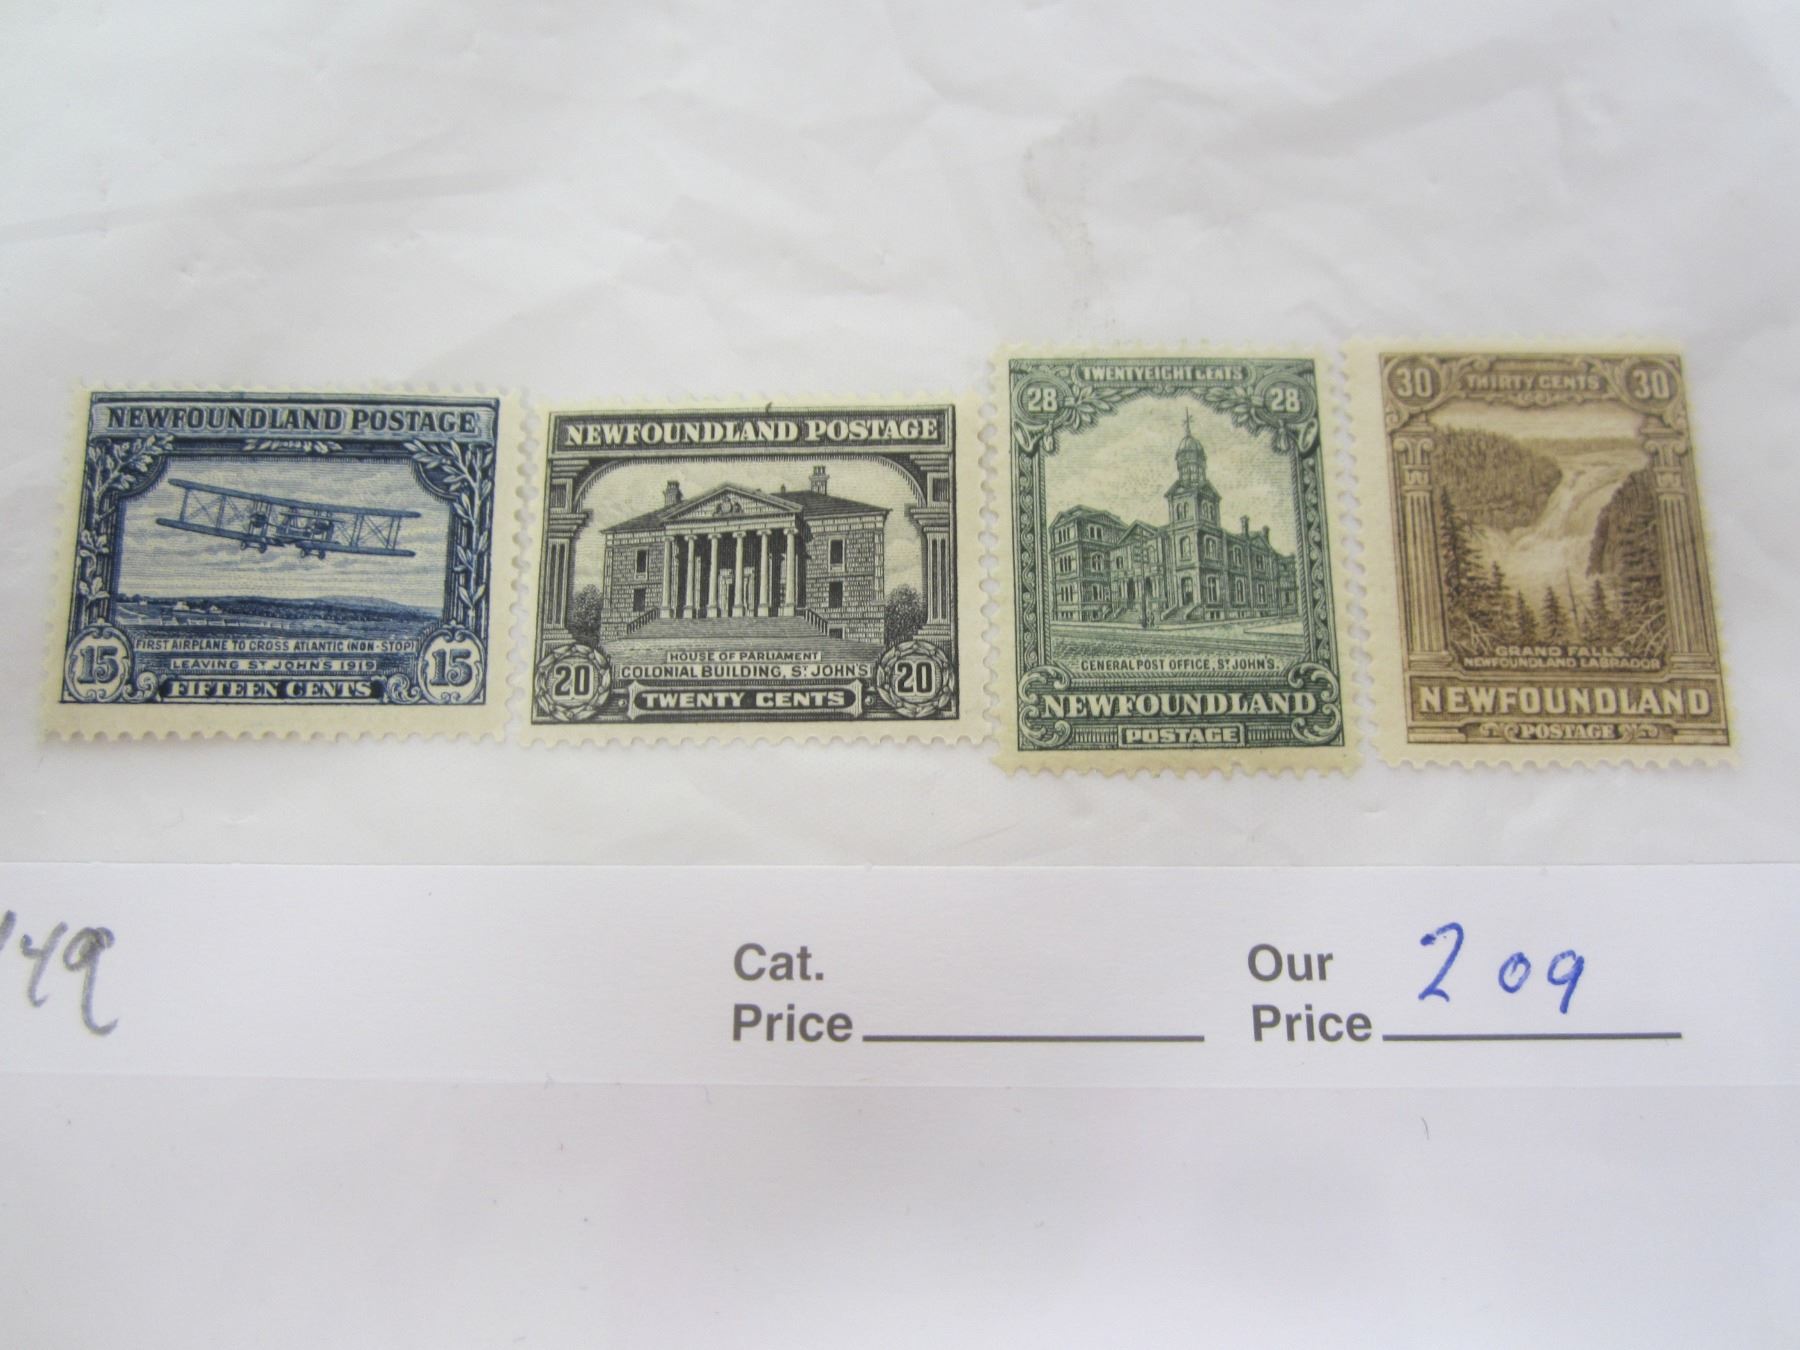 NEWFOUNDLAND POSTAGE
FIRST AIRPLANE TO CROSS ATLANTIC (NON-STOP)
LEAVING ST JOHN'S 1919
15 FIFTEEN CENTS 15
NEWFOUNDLAND POSTAGE
HOUSE OF PARLIAMENT
COLONIAL BUILDING, ST JOHN'S
20 TWENTY CENTS 20
TWENTYEIGHT CENTS
28 28
GENERAL POST OFFICE, ST JOHN'S.
NEWFOUNDLAND
POSTAGE
30 THIRTY CENTS 30
GRAND FALLS
NEWFOUNDLAND LABRADOR
NEWFOUNDLAND
POSTAGE
149
Cat.
Price
Our
Price 209